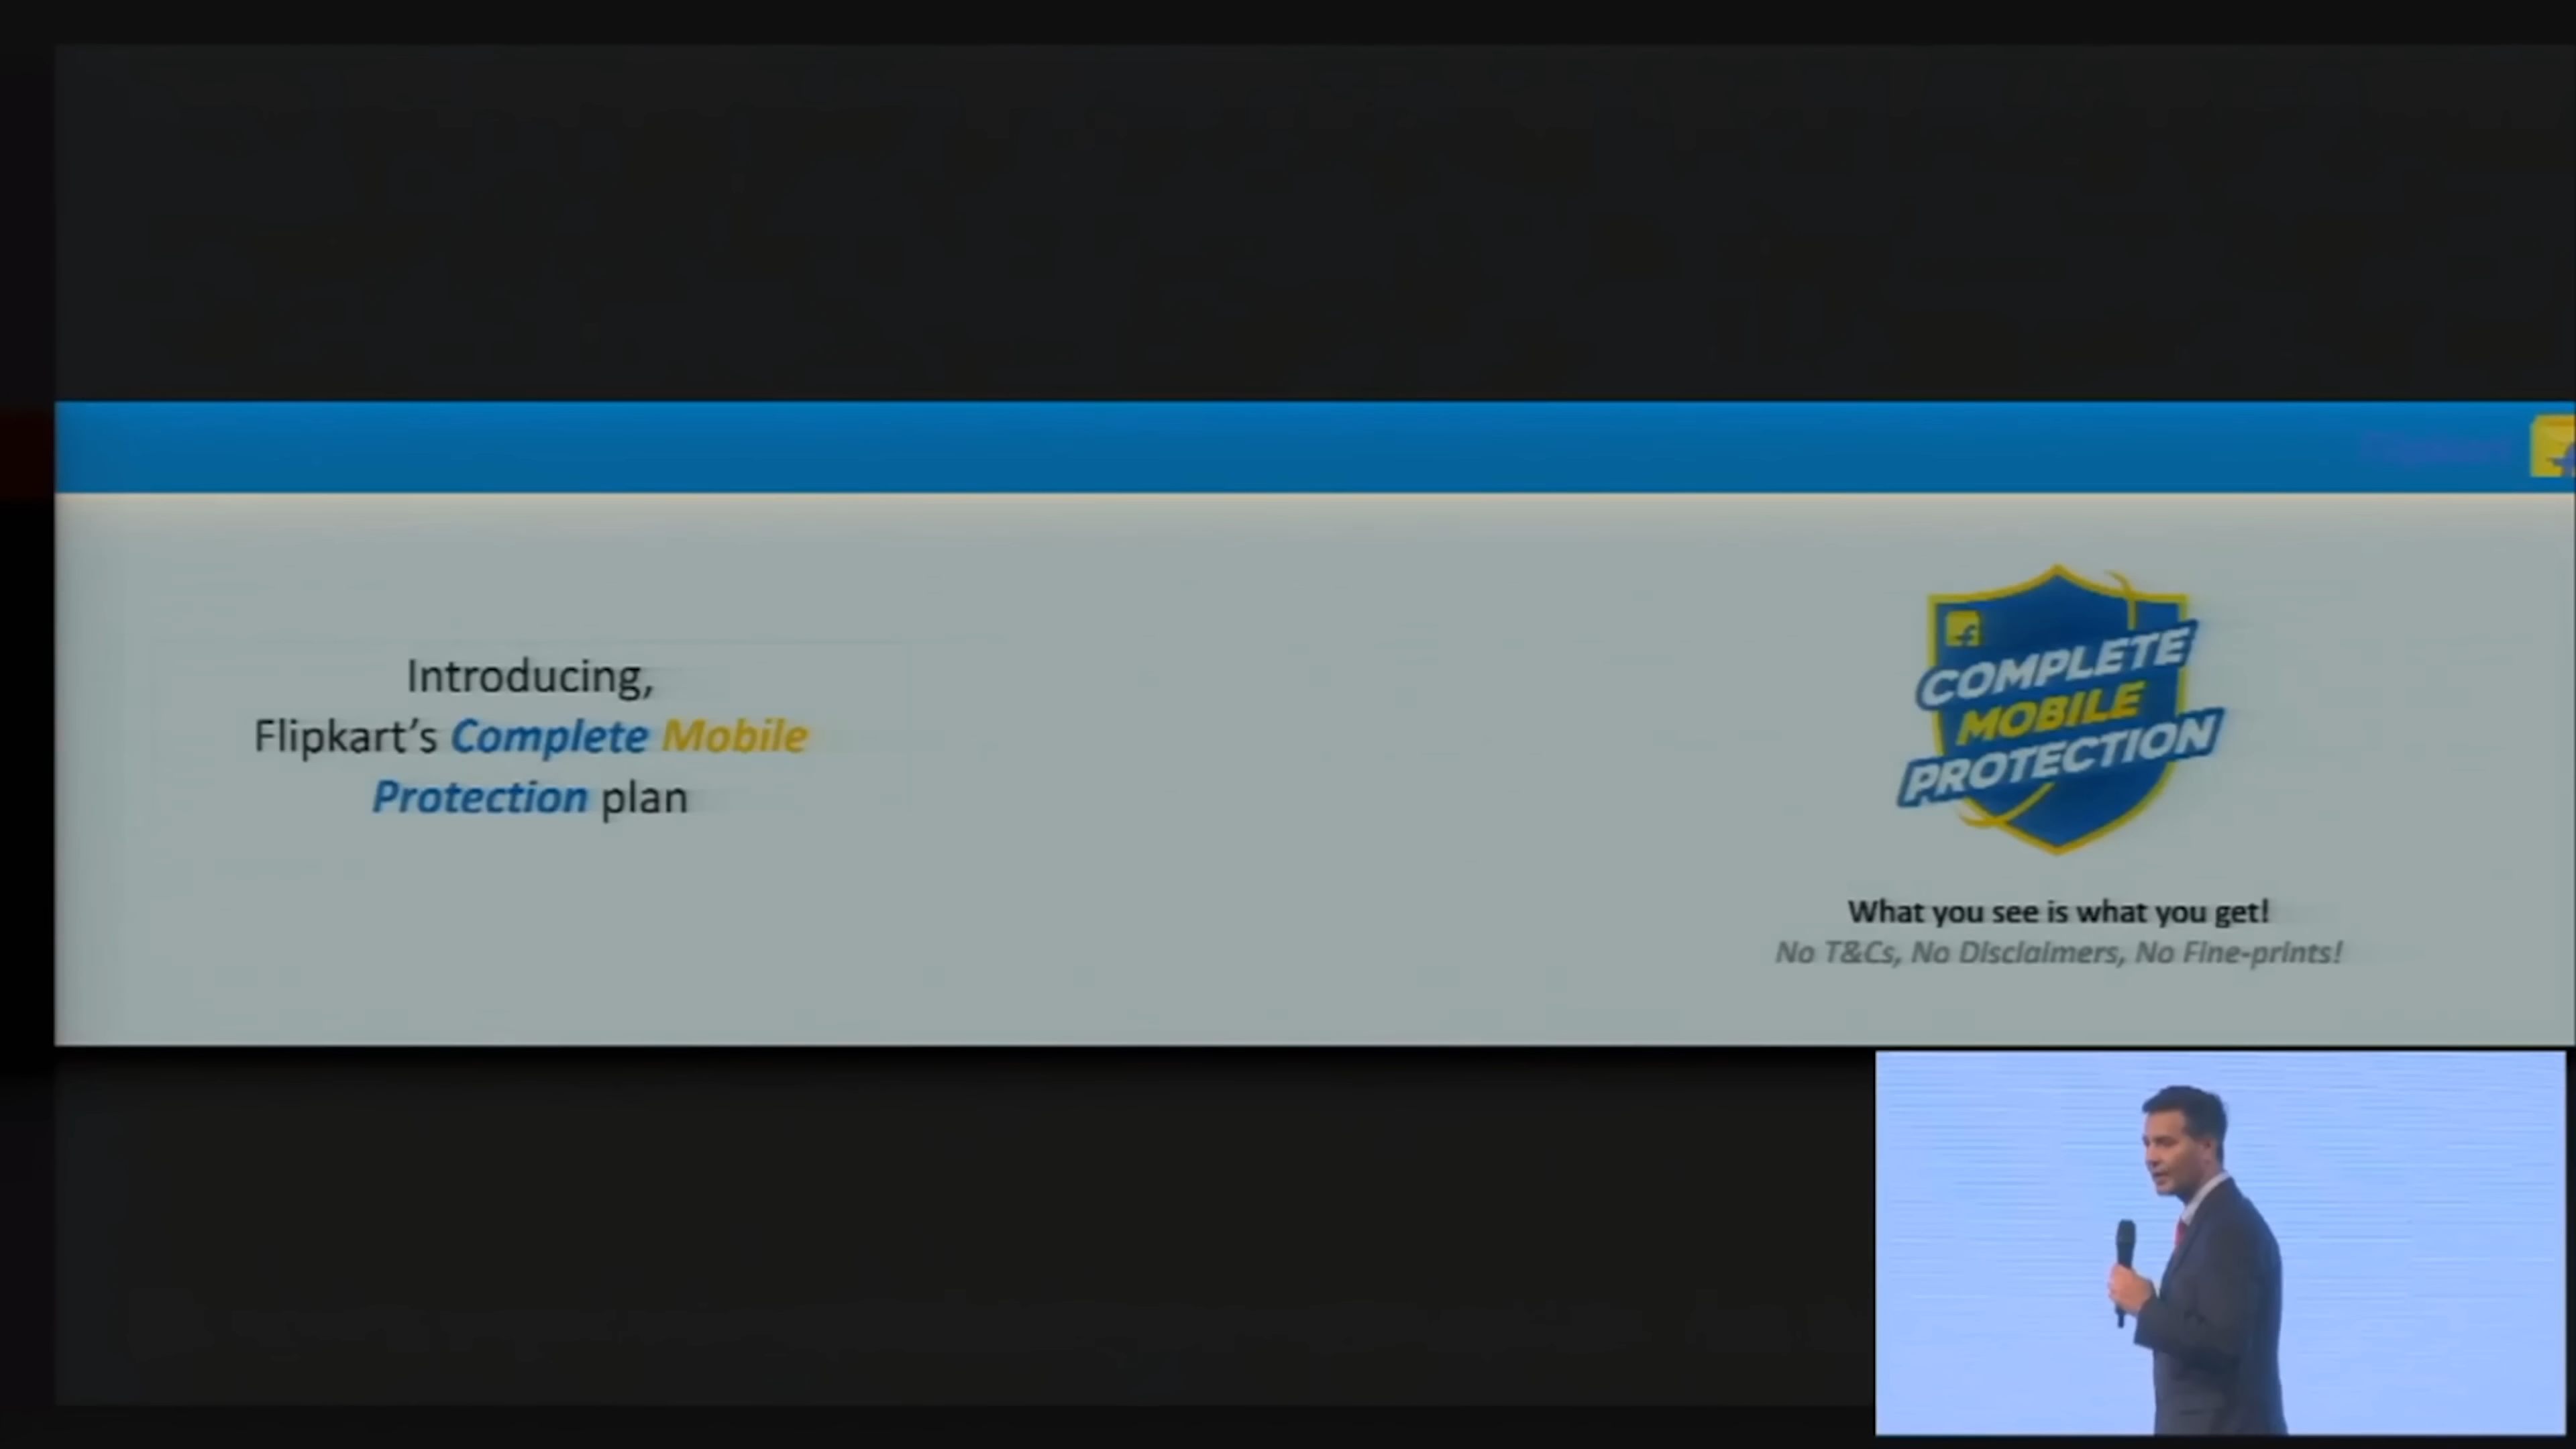 Introducing,
Flipkart’s Complete Mobile
Protection plan
COMPLETE
MOBILE
PROTECTION
What you see is what you get!
No T&Cs, No Disclaimers, No Fine-prints!